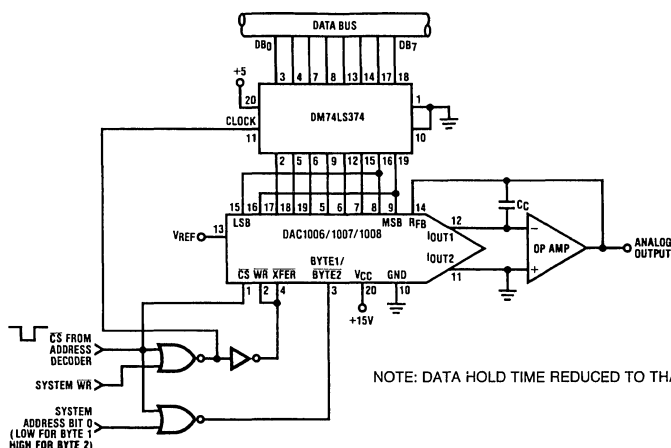 DATA BUS
DB0 DB7
+5
3 4 7 8 13 14 17 18
20 1
DM74LS374
CLOCK
11 10
2 5 6 9 12 15 16 19
15 16 17 18 19 5 6 7 8 9 14
LSB MSB RFB
CC
VREF 13
DAC1006/1007/1008
IOUT1 12
IOUT2 11
OP AMP
- +
ANALOG
OUTPUT
BYTE1/
CS WR XFER BYTE2 VCC GND
1 2 4 3 20 10
+15V
CS FROM
ADDRESS
DECODER
SYSTEM WR
NOTE: DATA HOLD TIME REDUCED TO THA
SYSTEM
ADDRESS BIT 0
(LOW FOR BYTE 1
HIGH FOR BYTE 2)